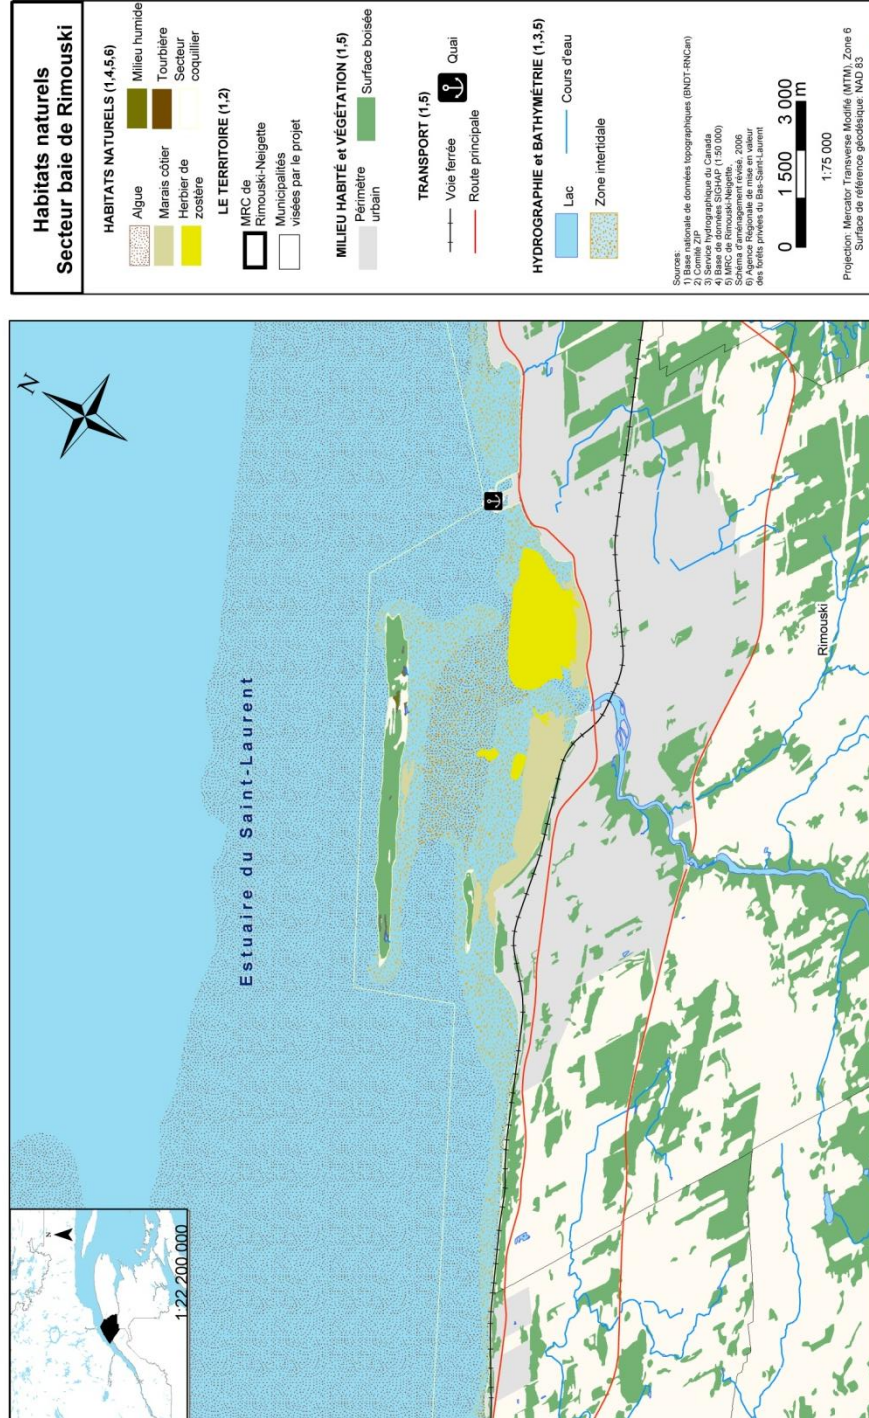 Habitats naturels
Secteur baie de Rimouski
HABITATS NATURELS (1,4,5,6)
Algue
Marais côtier
Herbier de
zostère
Milieu humide
Tourbière
Secteur
coquillier
LE TERRITOIRE (1,2)
MRC de
Rimouski-Neigette
Municipalités
visées par le projet
MILIEU HABITÉ et VÉGÉTATION (1,5)
Périmètre
urbain
Surface boisée
TRANSPORT (1,5)
Voie ferrée
Route principale
Quai
HYDROGRAPHIE et BATHYMÉTRIE (1,3,5)
Lac
Cours d'eau
Zone intertidale
Sources:
1) Base nationale de données topographiques (BNDT-RNCan)
2) Comité ZIP
3) Service hydrographique du Canada
4) Base de données SIGHAP (1:50 000)
5) MRC de Rimouski-Neigette,
Schéma d'aménagement révisé, 2006
6) Agence Régionale de mise en valeur
des forêts privées du Bas-Saint-Laurent
0 1 500 3 000
m
1:75 000
Projection: Mercator Transverse Modifié (MTM), Zone 6
Surface de référence géodésique: NAD 83
N
Estuaire du Saint-Laurent
Rimouski
N
1:22 200 000